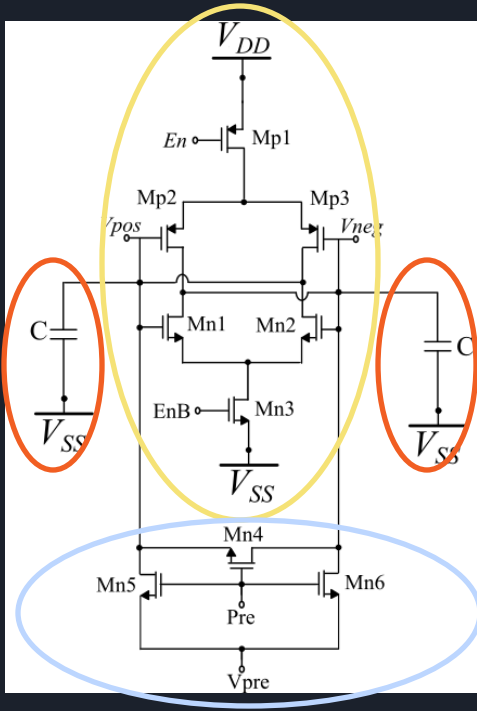 VDD
En
Mp1
Mp2
Mp3
Vpos
Vneg
C
Mn1
Mn2
C
EnB
Mn3
VSS
VSS
VSS
Mn4
Mn5
Mn6
Pre
Vpre